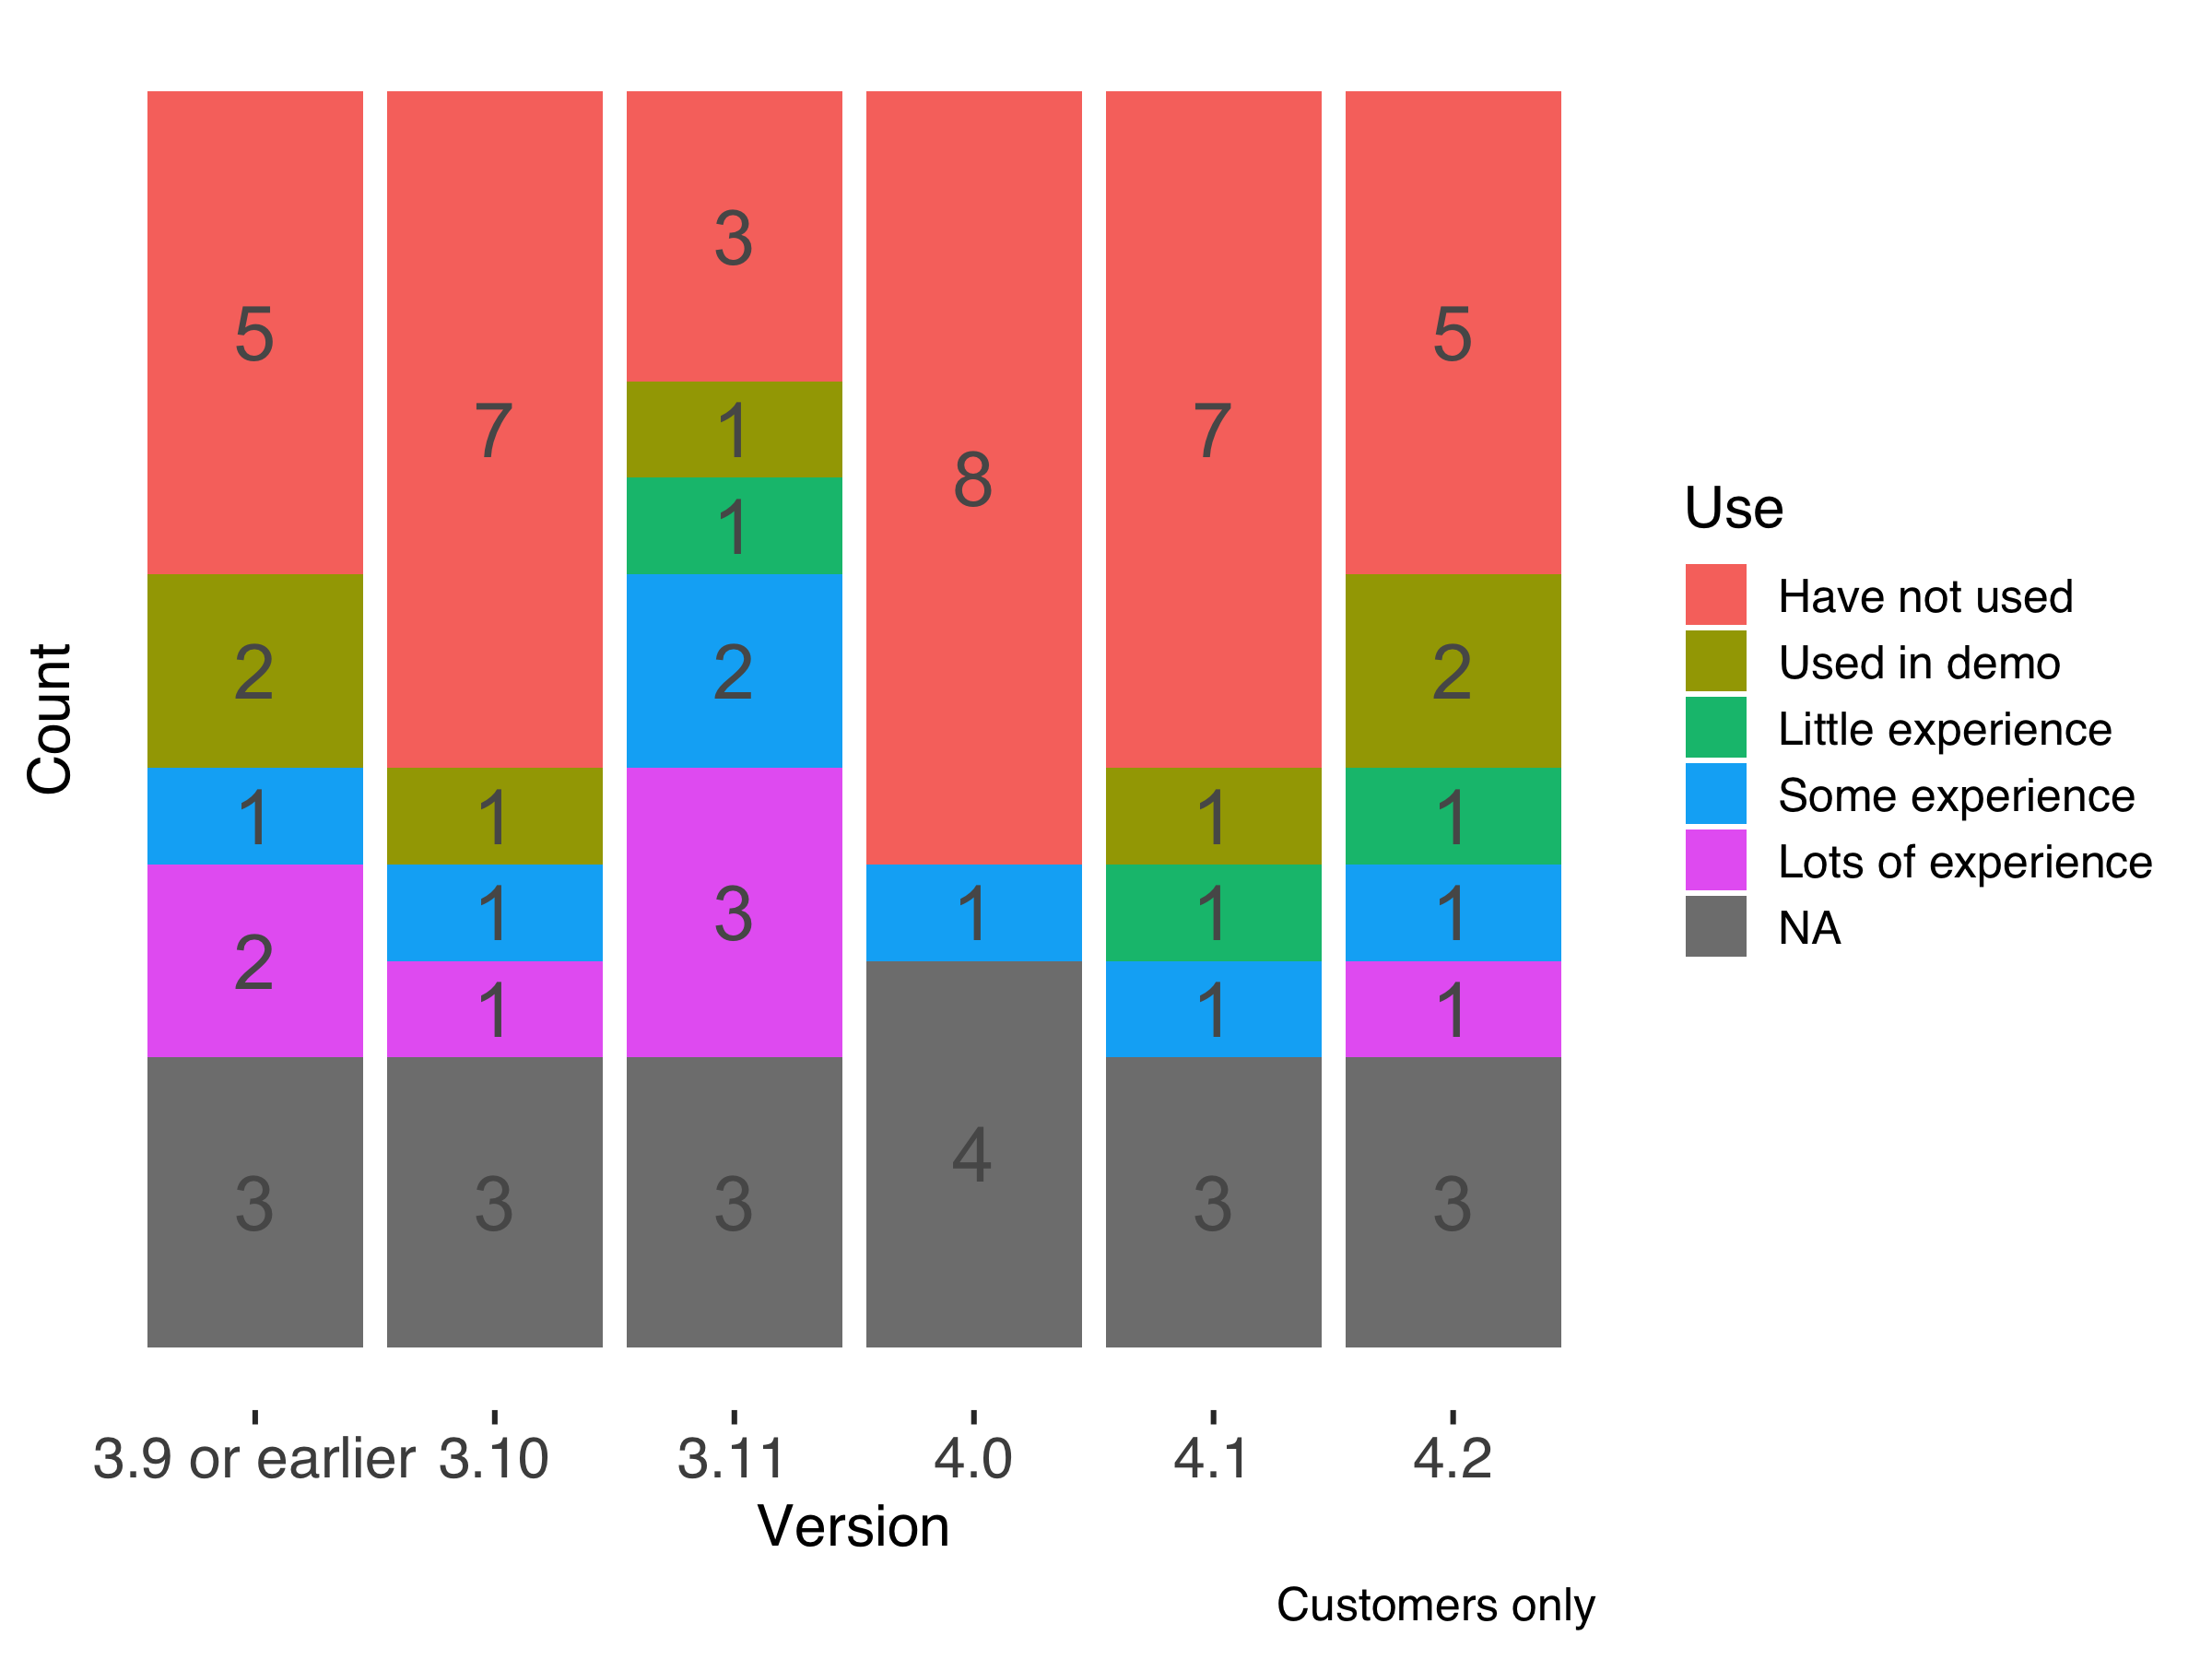 3
5 5
7 1 7
8
1
2 2 2
1 1 1 1
1 3 1 1 1
2 1 1 1
4
3 3 3 3 3
3.9 or earlier 3.10 3.11 4.0 4.1 4.2
Version
Customers only
Count
Use
Have not used
Used in demo
Little experience
Some experience
Lots of experience
NA